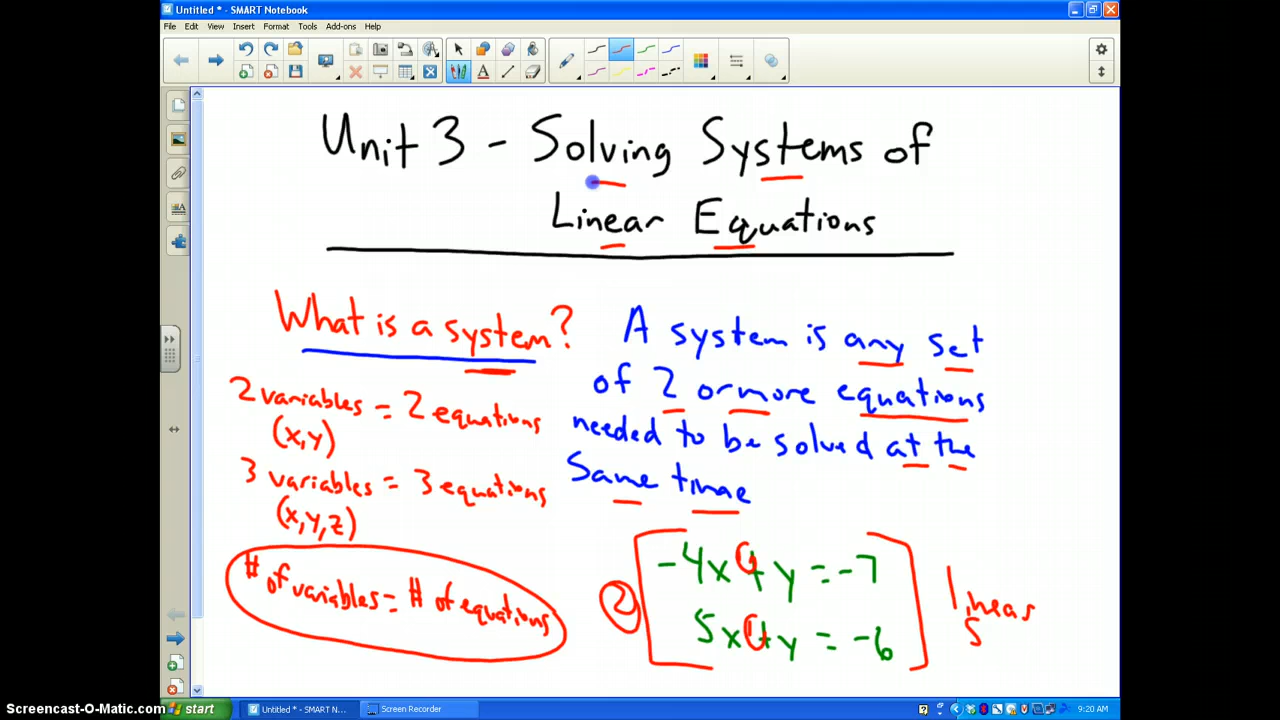 Untitled * - SMART Notebook
File Edit View Insert Format Tools Add-ons Help
Unit 3 - Solving Systems of
Linear Equations
What is a system?
2 variables = 2 equations
(x,y)
3 variables = 3 equations
(x,y,z)
# of variables = # of equations
A system is any set
of 2 or more equations
needed to be solved at the
same time
2
-4x + y = -7
5x + y = -6
Screencast-O-Matic.com
start
Untitled * - SMART N...
Screen Recorder
9:20 AM